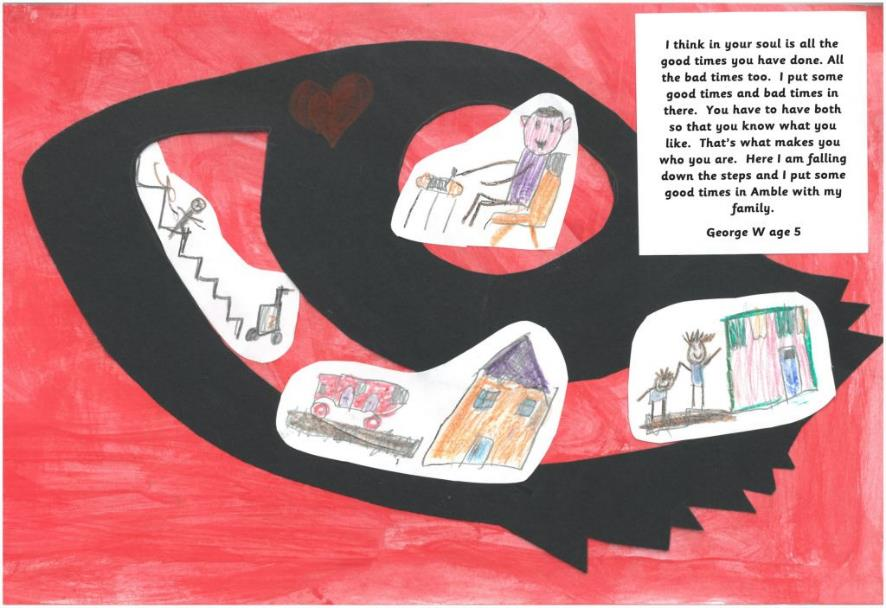 I think in your soul is all the
good times you have done. All
the bad times too. I put some
good times and bad times in
there. You have to have both
so that you know what you
like. That's what makes you
who you are. Here I am falling
down the steps and I put some
good times in Amble with my
family.
George W age 5